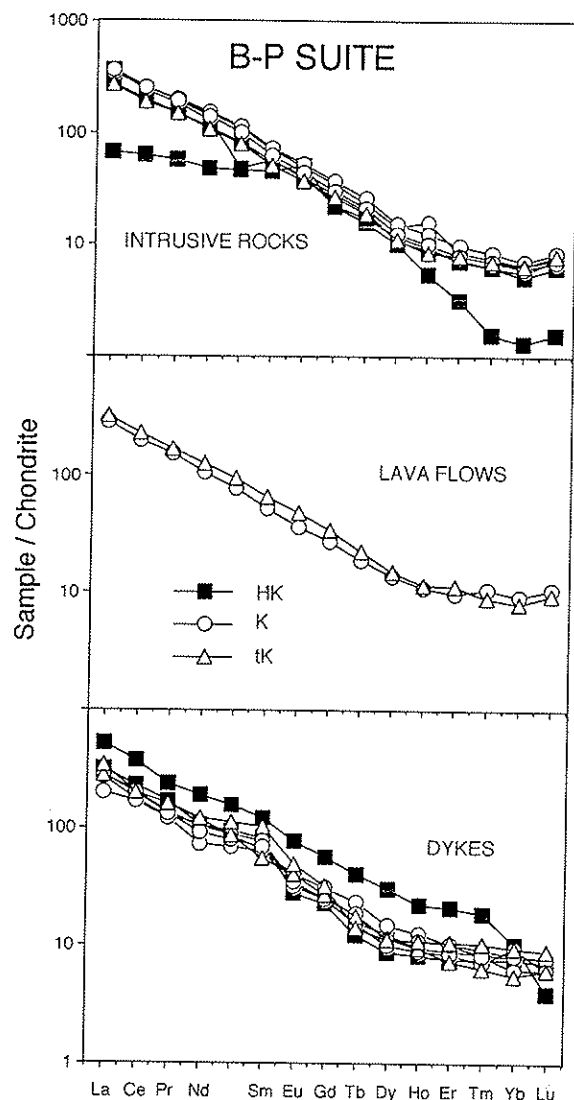 B-P SUITE
1000
100
10
INTRUSIVE ROCKS
Sample / Chondrite
100
10
LAVA FLOWS
HK
K
tK
100
10
1
DYKES
La Ce Pr Nd Sm Eu Gd Tb Dy Ho Er Tm Yb Lu